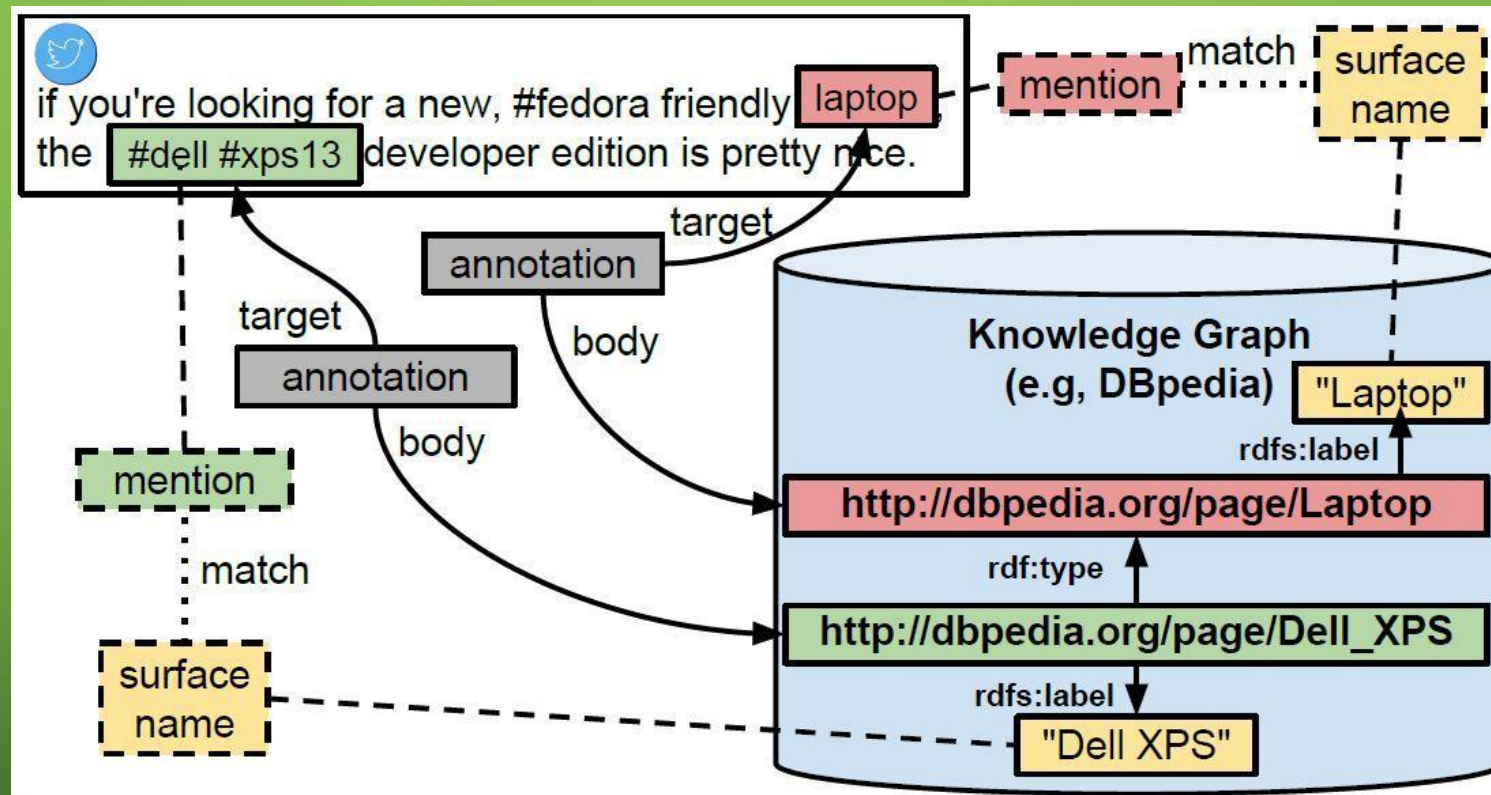 if you're looking for a new, #fedora friendly laptop,
the #dell #xps13 developer edition is pretty nice.
mention
match
surface
name
target
annotation
body
target
annotation
body
mention
match
surface
name
Knowledge Graph
(e.g, DBpedia)
"Laptop"
rdfs:label
http://dbpedia.org/page/Laptop
rdf:type
http://dbpedia.org/page/Dell_XPS
rdfs:label
"Dell XPS"